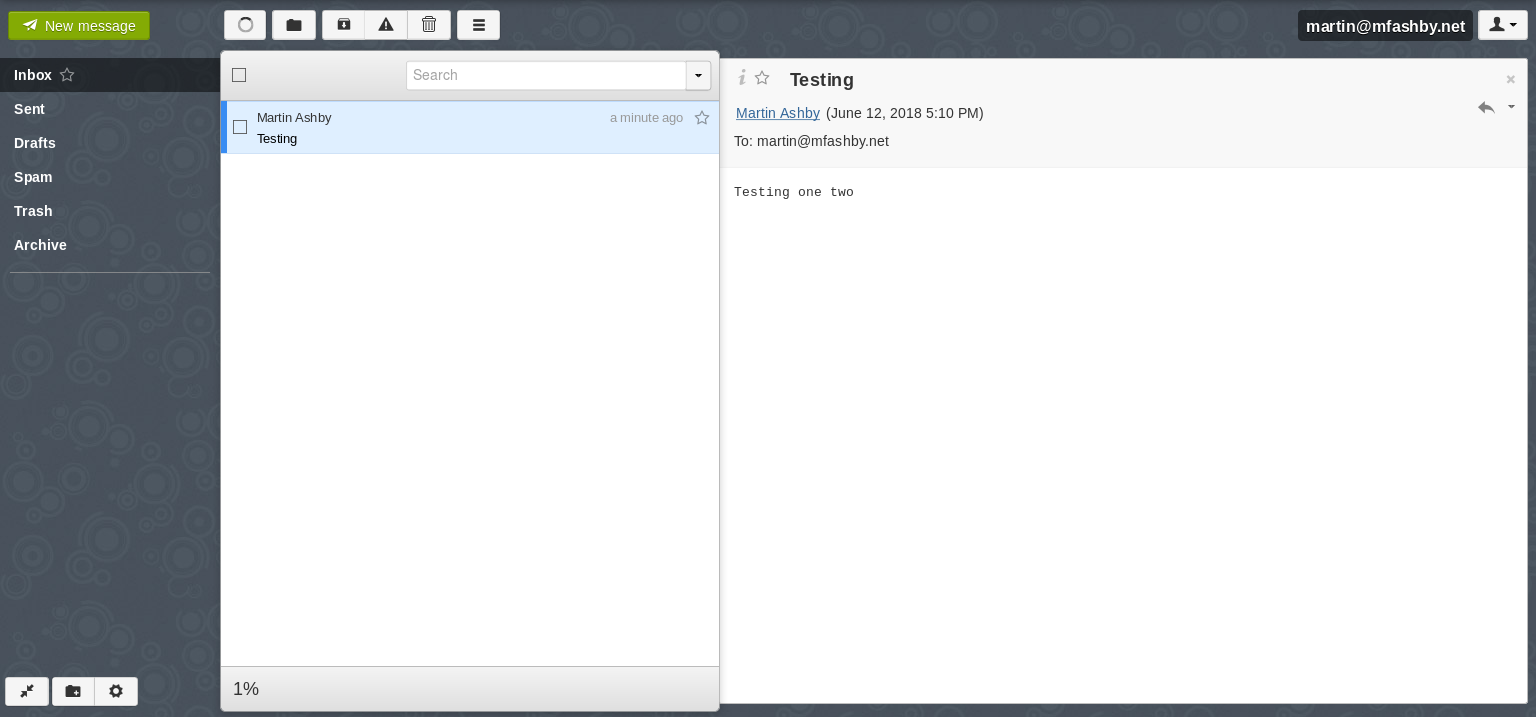 New message
martin@mfashby.net
Inbox
Sent
Drafts
Spam
Trash
Archive
Search
Martin Ashby a minute ago
Testing
1%
Testing
Martin Ashby (June 12, 2018 5:10 PM)
To: martin@mfashby.net
Testing one two